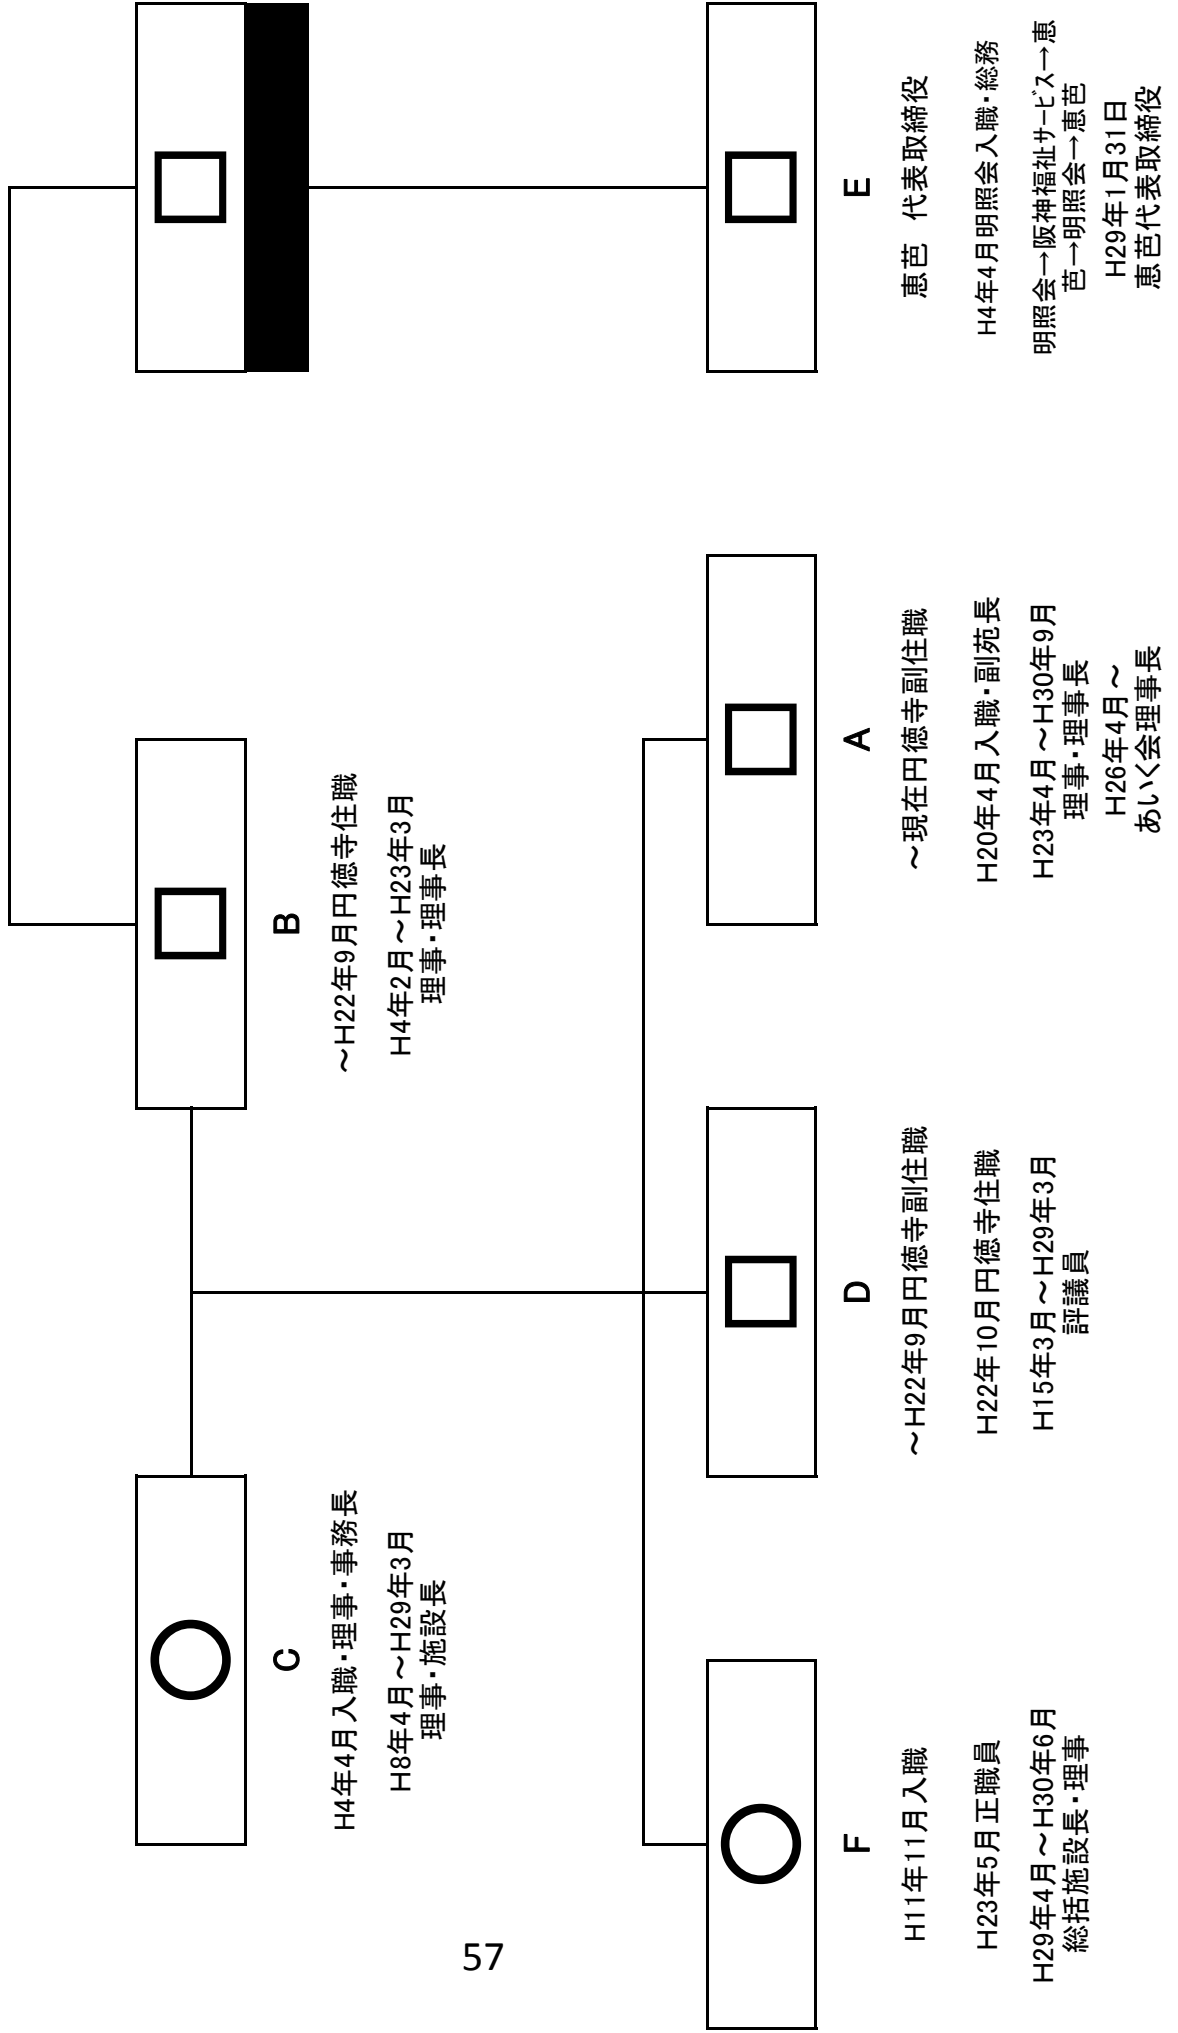 C
H4年4月入職・理事・事務長
H8年4月～H29年3月
理事・施設長
B
～H22年9月円徳寺住職
H4年2月～H23年3月
理事・理事長
F
H11年11月入職
H23年5月正職員
H29年4月～H30年6月
総括施設長・理事
D
～H22年9月円徳寺副住職
H22年10月円徳寺住職
H15年3月～H29年3月
評議員
A
～現在円徳寺副住職
H20年4月入職・副苑長
H23年4月～H30年9月
理事・理事長
H26年4月～
あいく会理事長
E
恵芭　代表取締役
H4年4月明照会入職・総務
明照会→阪神福祉サービス→恵
芭→明照会→恵芭
H29年1月31日
恵芭代表取締役
57